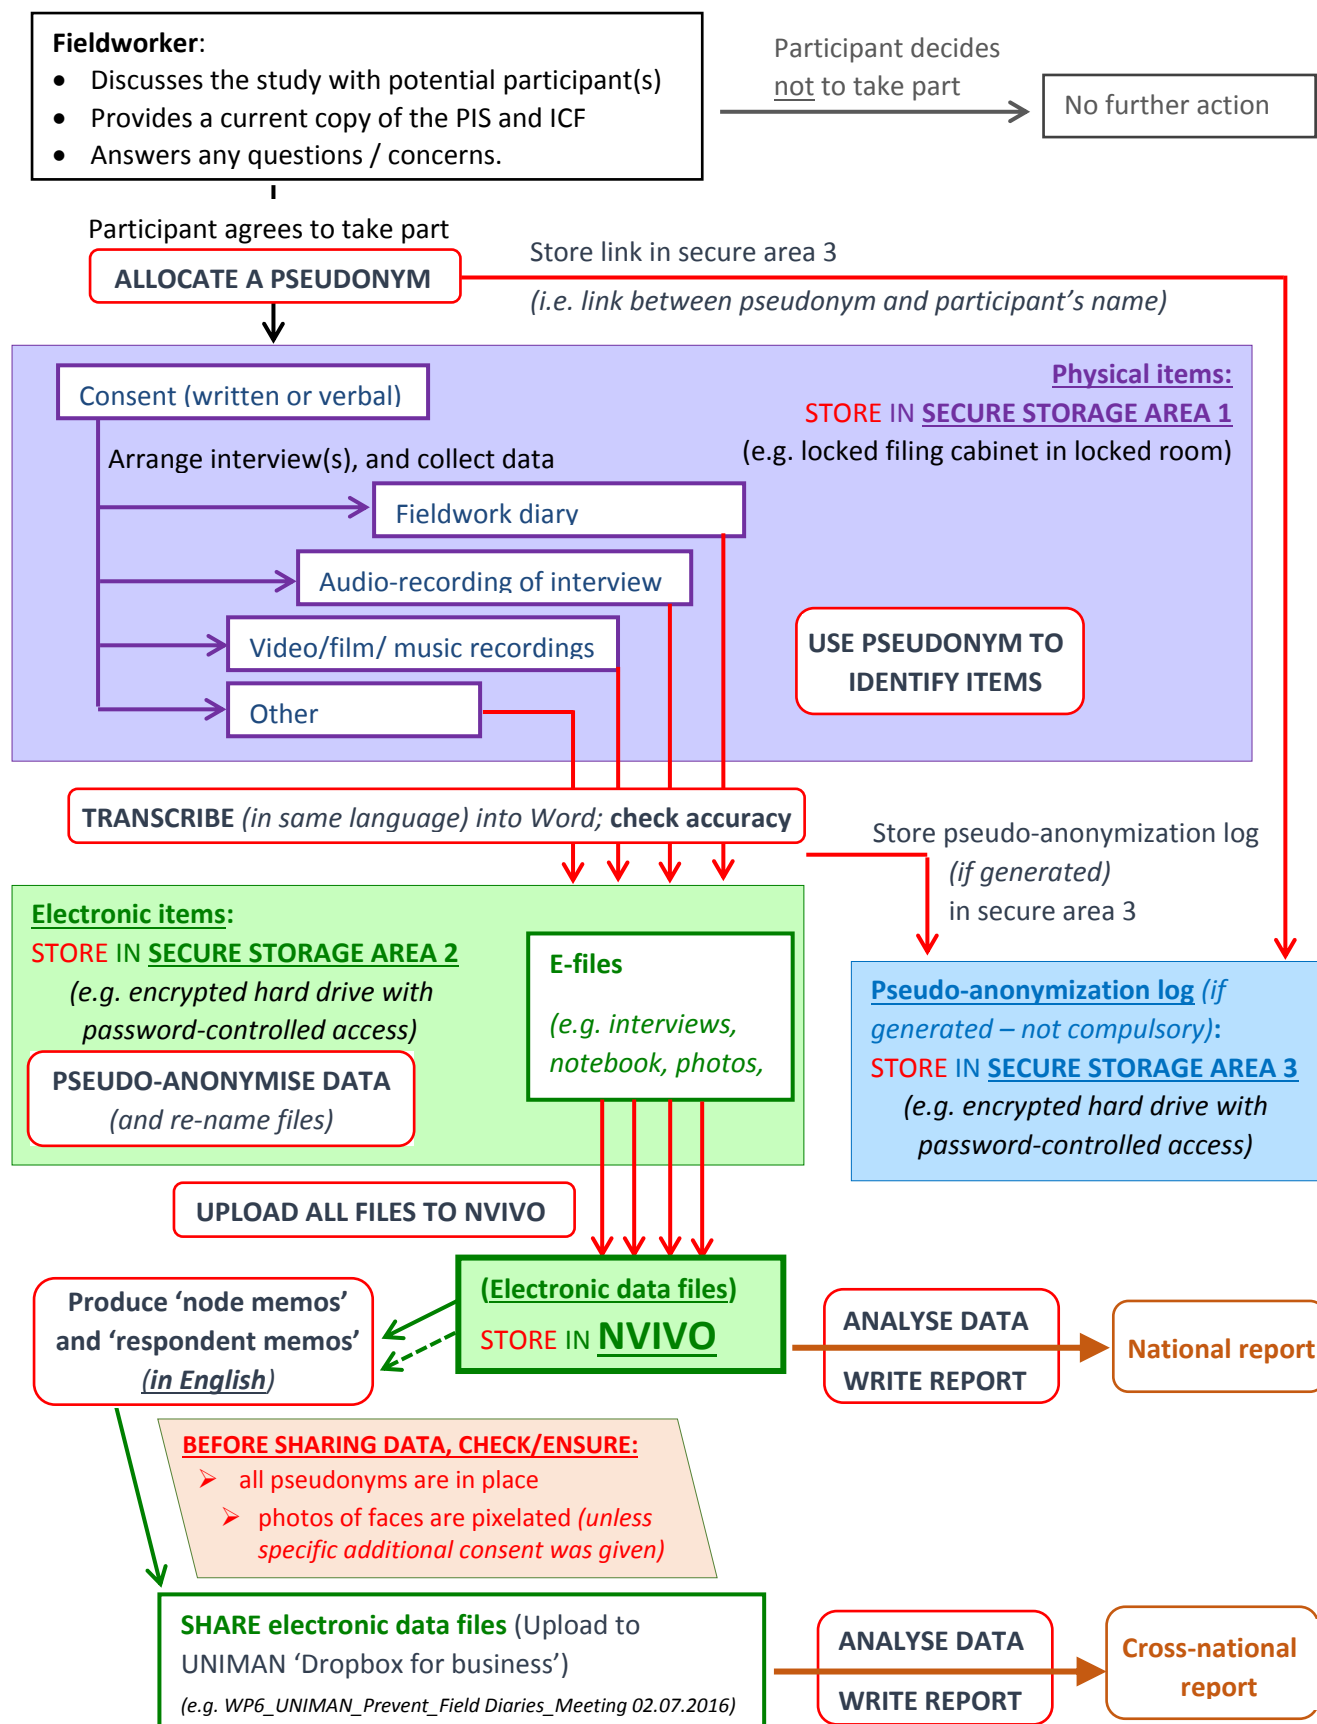 Fieldworker:
• Discusses the study with potential participant(s)
• Provides a current copy of the PIS and ICF
• Answers any questions / concerns.
Participant decides
not to take part
No further action
Participant agrees to take part
ALLOCATE A PSEUDONYM
Store link in secure area 3
(i.e. link between pseudonym and participant's name)
Physical items:
STORE IN SECURE STORAGE AREA 1
(e.g. locked filing cabinet in locked room)
Consent (written or verbal)
Arrange interview(s), and collect data
Fieldwork diary
Audio-recording of interview
Video/film/ music recordings
Other
USE PSEUDONYM TO
IDENTIFY ITEMS
TRANSCRIBE (in same language) into Word; check accuracy
Store pseudo-anonymization log
(if generated)
in secure area 3
Electronic items:
STORE IN SECURE STORAGE AREA 2
(e.g. encrypted hard drive with
password-controlled access)
PSEUDO-ANONYMISE DATA
(and re-name files)
E-files
(e.g. interviews,
notebook, photos,
Pseudo-anonymization log (if
generated – not compulsory):
STORE IN SECURE STORAGE AREA 3
(e.g. encrypted hard drive with
password-controlled access)
UPLOAD ALL FILES TO NVIVO
(Electronic data files)
STORE IN NVIVO
Produce 'node memos'
and 'respondent memos'
(in English)
ANALYSE DATA
WRITE REPORT
National report
BEFORE SHARING DATA, CHECK/ENSURE:
➢ all pseudonyms are in place
➢ photos of faces are pixelated (unless
specific additional consent was given)
SHARE electronic data files (Upload to
UNIMAN 'Dropbox for business')
(e.g. WP6_UNIMAN_Prevent_Field Diaries_Meeting 02.07.2016)
ANALYSE DATA
WRITE REPORT
Cross-national
report